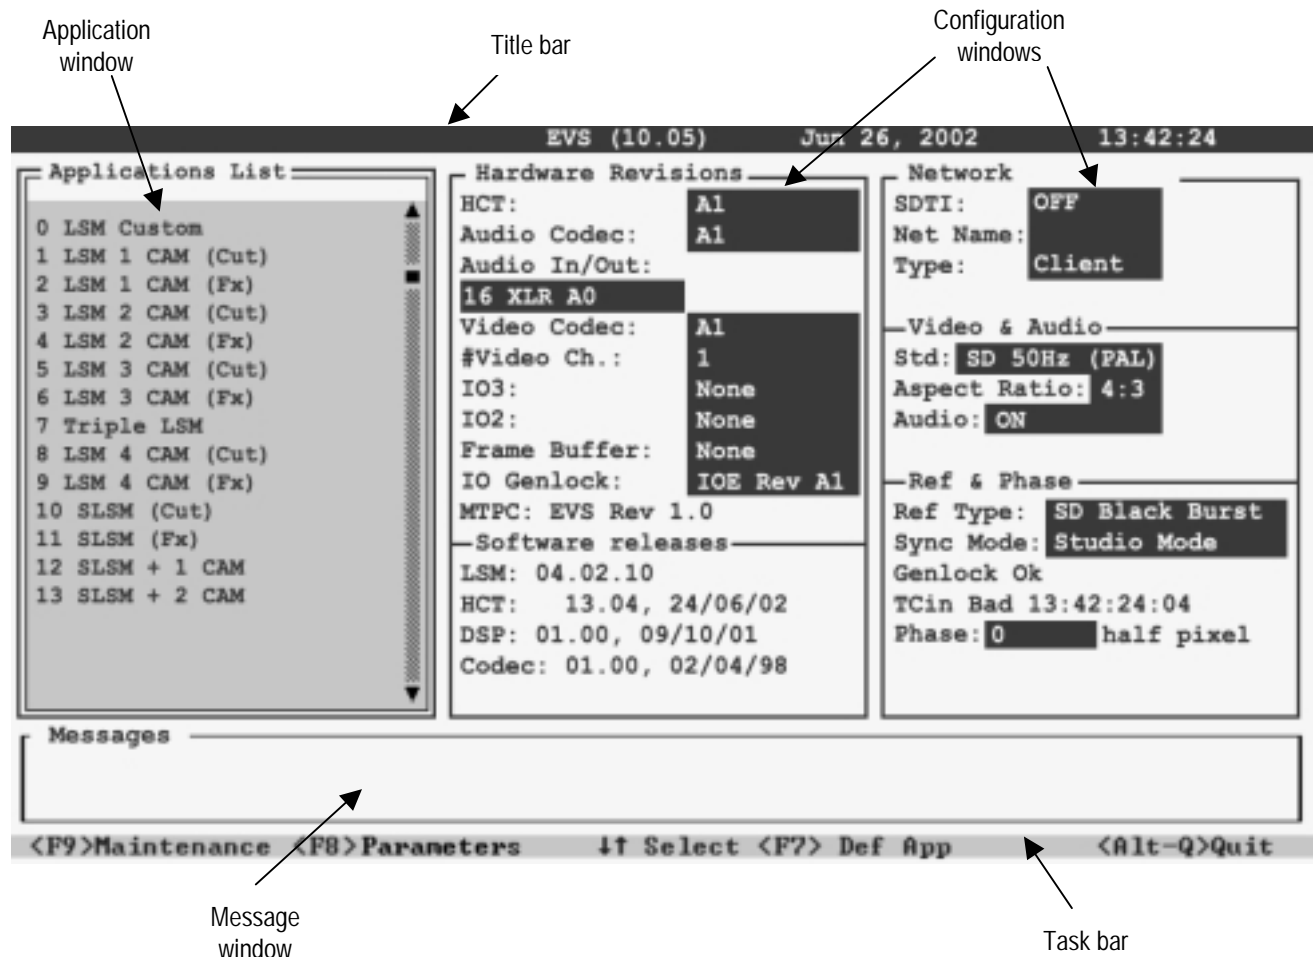 Application
window
Title bar
Configuration
windows
EVS (10.05) Jun 26, 2002 13:42:24
Applications List
0 LSM Custom
1 LSM 1 CAM (Cut)
2 LSM 1 CAM (Fx)
3 LSM 2 CAM (Cut)
4 LSM 2 CAM (Fx)
5 LSM 3 CAM (Cut)
6 LSM 3 CAM (Fx)
7 Triple LSM
8 LSM 4 CAM (Cut)
9 LSM 4 CAM (Fx)
10 SLSM (Cut)
11 SLSM (Fx)
12 SLSM + 1 CAM
13 SLSM + 2 CAM
Hardware Revisions
HCT: A1
Audio Codec: A1
Audio In/Out:
16 XLR A0
Video Codec: A1
#Video Ch.: 1
IO3: None
IO2: None
Frame Buffer: None
IO Genlock: IOE Rev A1
MTPC: EVS Rev 1.0
Software releases
LSM: 04.02.10
HCT: 13.04, 24/06/02
DSP: 01.00, 09/10/01
Codec: 01.00, 02/04/98
Network
SDTI: OFF
Net Name:
Type: Client
Video & Audio
Std: SD 50Hz (PAL)
Aspect Ratio: 4:3
Audio: ON
Ref & Phase
Ref Type: SD Black Burst
Sync Mode: Studio Mode
Genlock Ok
TCin Bad 13:42:24:04
Phase: 0 half pixel
Messages
<F9>Maintenance <F8>Parameters ↓↑ Select <F7> Def App <Alt-Q>Quit
Message
window
Task bar